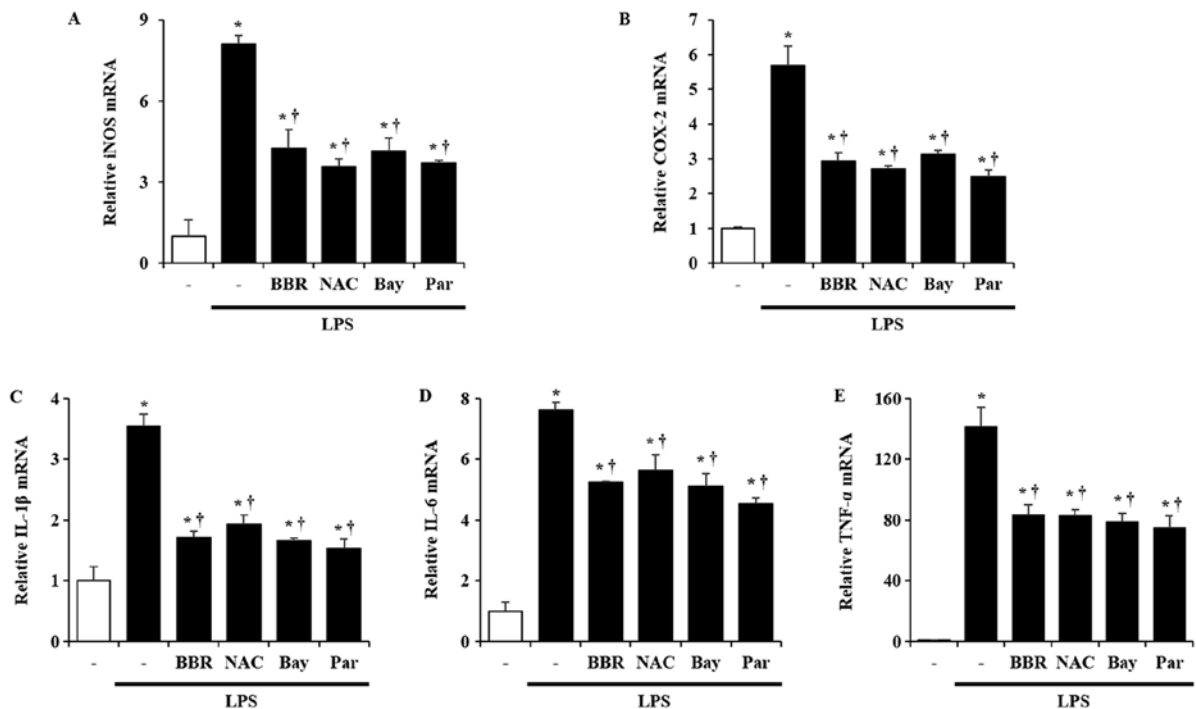 A
Relative iNOS mRNA
9
6
3
0
*
* †
* †
* †
* †
- - BBR NAC Bay Par
LPS
B
Relative COX-2 mRNA
7
6
5
4
3
2
1
0
*
* †
* †
* †
* †
- - BBR NAC Bay Par
LPS
C
Relative IL-1β mRNA
4
3
2
1
0
*
* †
* †
* †
* †
- - BBR NAC Bay Par
LPS
D
Relative IL-6 mRNA
8
6
4
2
0
*
* †
* †
* †
* †
- - BBR NAC Bay Par
LPS
E
Relative TNF-α mRNA
160
120
80
40
0
*
* †
* †
* †
* †
- - BBR NAC Bay Par
LPS